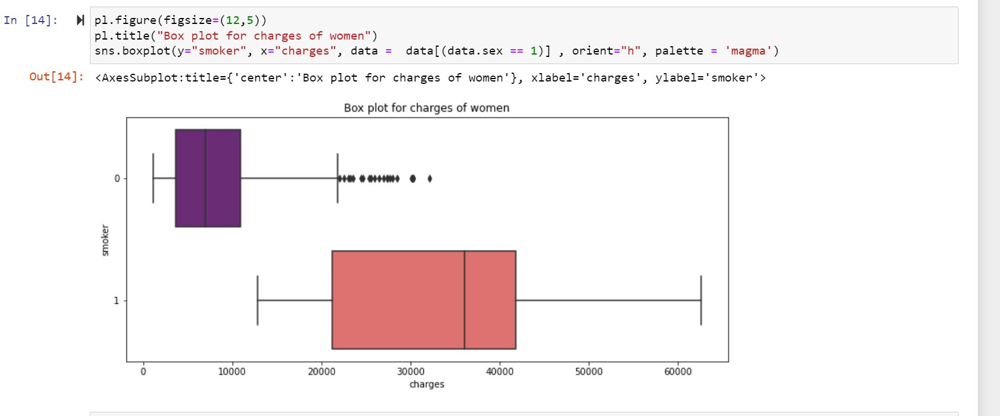 In [14]:
pl.figure(figsize=(12,5))
pl.title("Box plot for charges of women")
sns.boxplot(y="smoker", x="charges", data =  data[(data.sex == 1)] , orient="h", palette = 'magma')
Out[14]:
<AxesSubplot:title={'center':'Box plot for charges of women'}, xlabel='charges', ylabel='smoker'>
Box plot for charges of women
0
smoker
1
0 10000 20000 30000 40000 50000 60000
charges